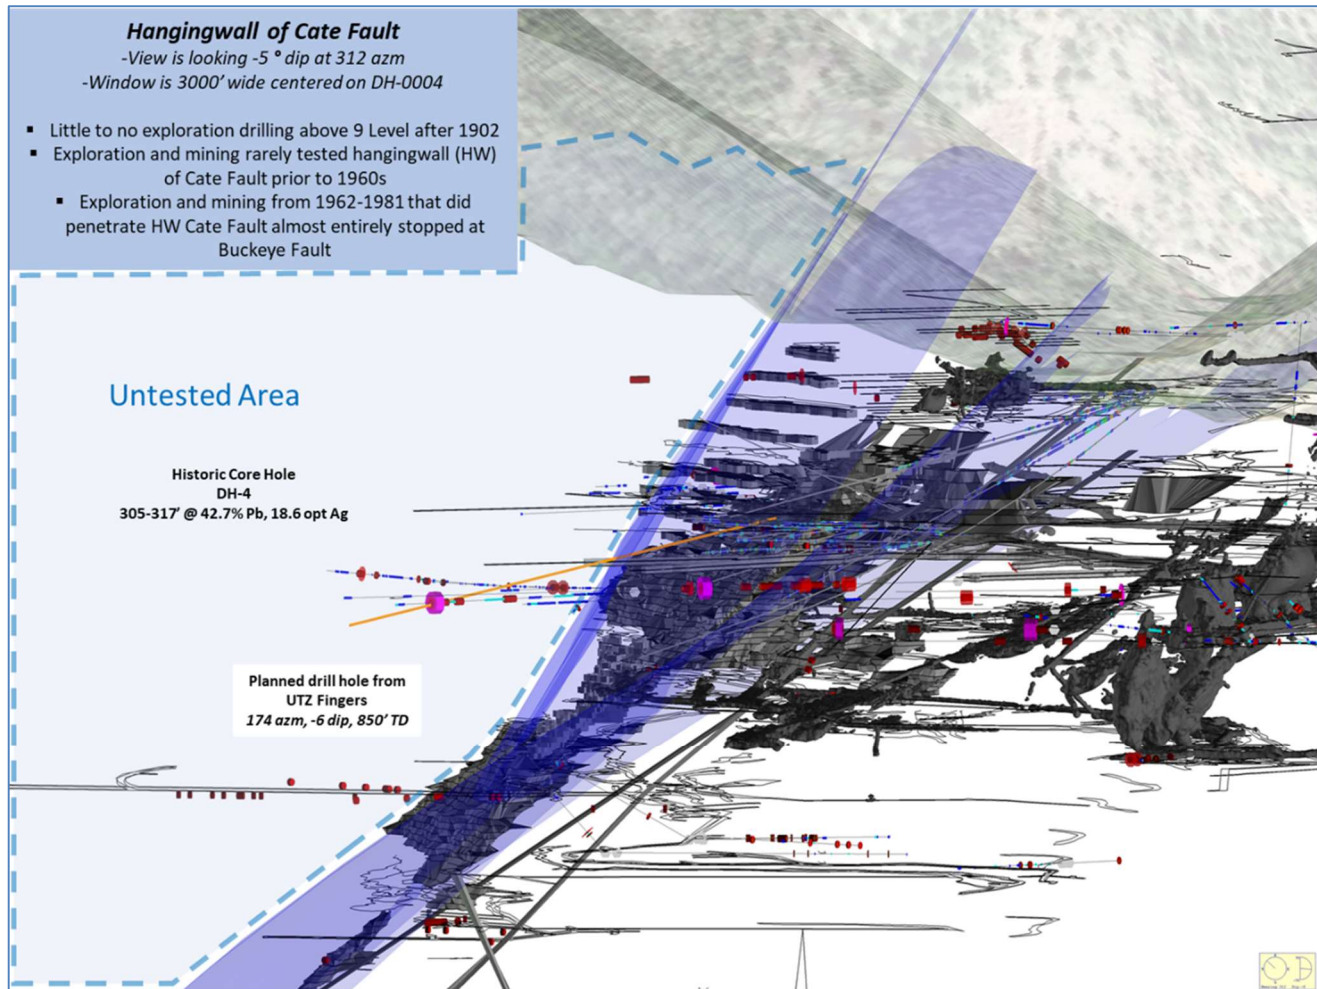 Hangingwall of Cate Fault
-View is looking -5 ° dip at 312 azm
-Window is 3000' wide centered on DH-0004
▪ Little to no exploration drilling above 9 Level after 1902
▪ Exploration and mining rarely tested hangingwall (HW)
of Cate Fault prior to 1960s
▪ Exploration and mining from 1962-1981 that did
penetrate HW Cate Fault almost entirely stopped at
Buckeye Fault
Untested Area
Historic Core Hole
DH-4
305-317' @ 42.7% Pb, 18.6 opt Ag
Planned drill hole from
UTZ Fingers
174 azm, -6 dip, 850' TD